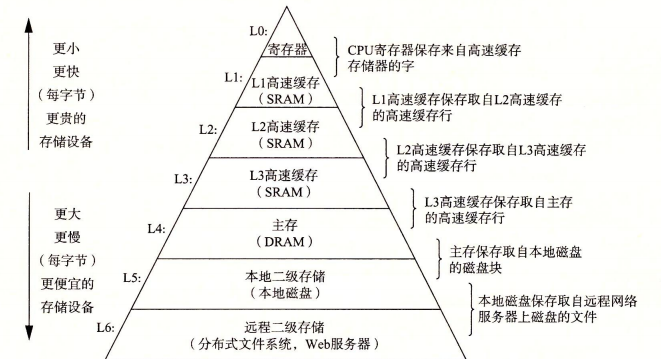 更小
更快
（每字节）
更贵的
存储设备
更大
更慢
（每字节）
更便宜的
存储设备
L0:
寄存器
CPU寄存器保存来自高速缓存
存储器的字
L1:
L1高速缓存
（SRAM）
L1高速缓存保存取自L2高速缓存
的高速缓存行
L2:
L2高速缓存
（SRAM）
L2高速缓存保存取自L3高速缓存
的高速缓存行
L3:
L3高速缓存
（SRAM）
L3高速缓存保存取自主存
的高速缓存行
L4:
主存
（DRAM）
主存保存取自本地磁盘
的磁盘块
L5:
本地二级存储
（本地磁盘）
本地磁盘保存取自远程网络
服务器上磁盘的文件
L6:
远程二级存储
（分布式文件系统，Web服务器）